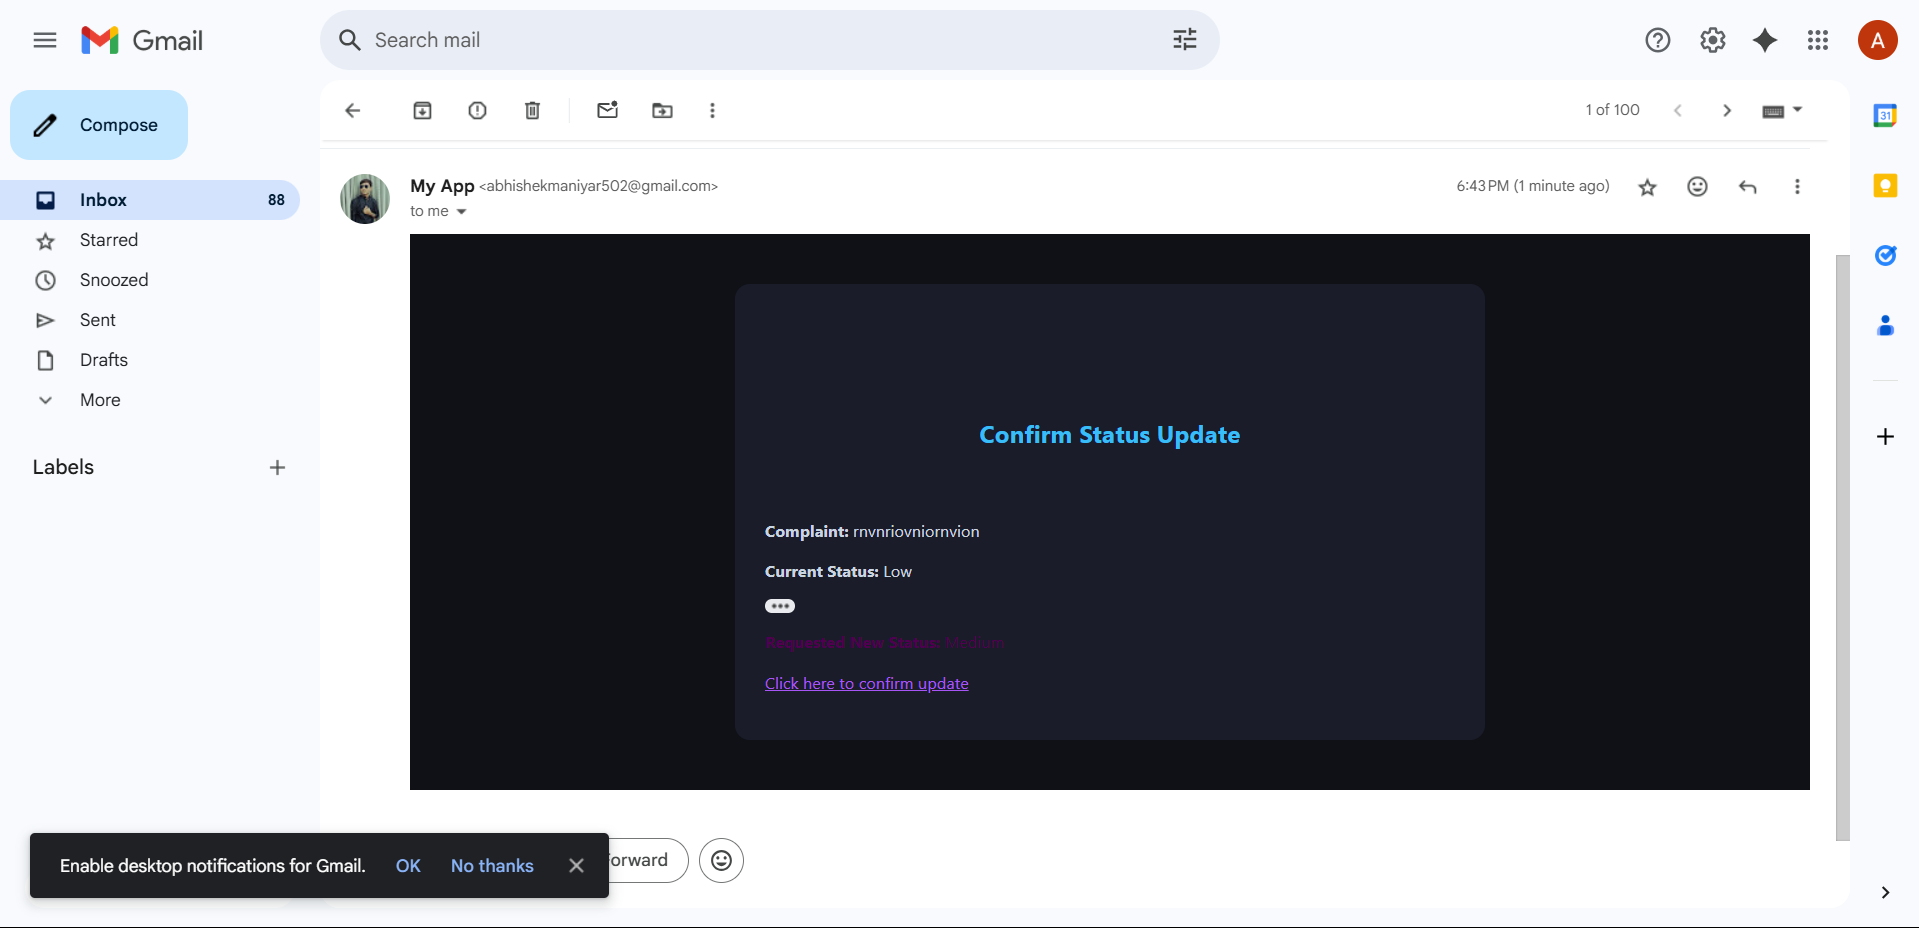 Gmail
Search mail
A
Compose
1 of 100
31
Inbox 88
My App <abhishekmaniyar502@gmail.com>
6:43 PM (1 minute ago)
to me
Starred
Snoozed
Sent
Drafts
More
Labels
Confirm Status Update
Complaint: rnvnriovniornvion
Current Status: Low
Requested New Status: Medium
Click here to confirm update
Enable desktop notifications for Gmail. OK No thanks
orward